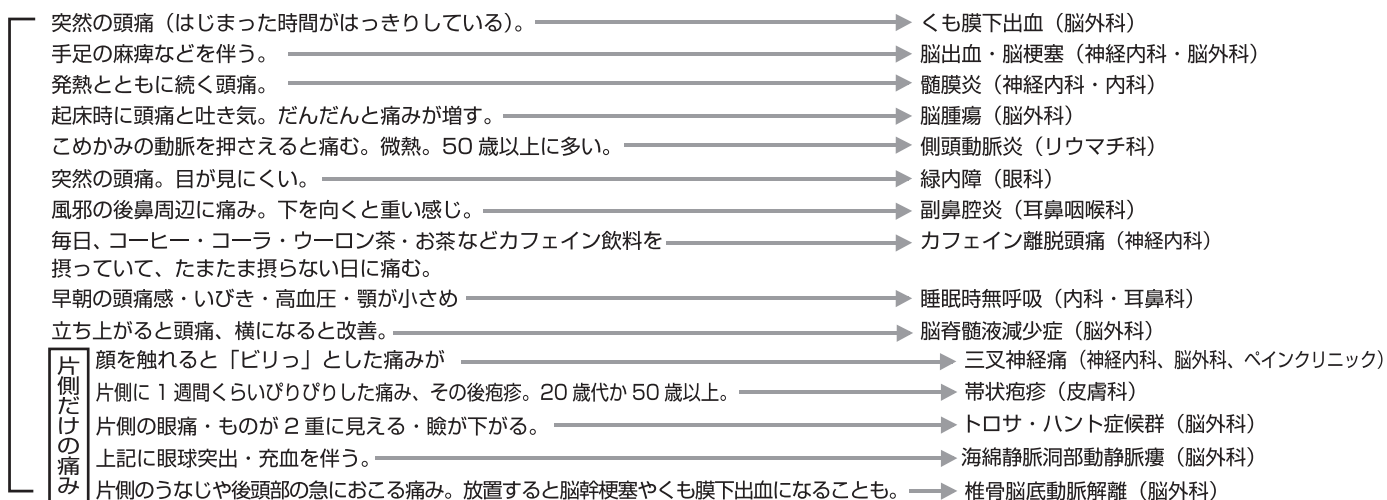 突然の頭痛（はじまった時間がはっきりしている）。 くも膜下出血（脳外科）
手足の麻痺などを伴う。 脳出血・脳梗塞（神経内科・脳外科）
発熱とともに続く頭痛。 髄膜炎（神経内科・内科）
起床時に頭痛と吐き気。だんだんと痛みが増す。 脳腫瘍（脳外科）
こめかみの動脈を押さえると痛む。微熱。50歳以上に多い。 側頭動脈炎（リウマチ科）
突然の頭痛。目が見にくい。 緑内障（眼科）
風邪の後鼻周辺に痛み。下を向くと重い感じ。 副鼻腔炎（耳鼻咽喉科）
毎日、コーヒー・コーラ・ウーロン茶・お茶などカフェイン飲料を カフェイン離脱頭痛（神経内科）
摂っていて、たまたま摂らない日に痛む。
早朝の頭痛感・いびき・高血圧・顎が小さめ 睡眠時無呼吸（内科・耳鼻科）
立ち上がると頭痛、横になると改善。 脳脊髄液減少症（脳外科）
片側だけの痛み
顔を触れると「ビリっ」とした痛みが 三叉神経痛（神経内科、脳外科、ペインクリニック）
片側に1週間くらいぴりぴりした痛み、その後疱疹。20歳代か50歳以上。 帯状疱疹（皮膚科）
片側の眼痛・ものが2重に見える・瞼が下がる。 トロサ・ハント症候群（脳外科）
上記に眼球突出・充血を伴う。 海綿静脈洞部動静脈瘻（脳外科）
片側のうなじや後頭部の急におこる痛み。放置すると脳幹梗塞やくも膜下出血になることも。 椎骨脳底動脈解離（脳外科）